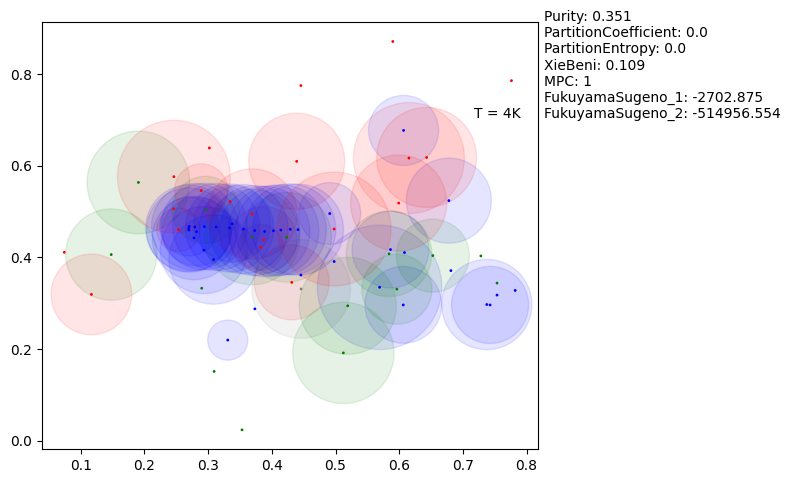 Purity: 0.351
PartitionCoefficient: 0.0
PartitionEntropy: 0.0
XieBeni: 0.109
MPC: 1
FukuyamaSugeno_1: -2702.875
FukuyamaSugeno_2: -514956.554
T = 4K
0.8
0.6
0.4
0.2
0.0
0.1 0.2 0.3 0.4 0.5 0.6 0.7 0.8